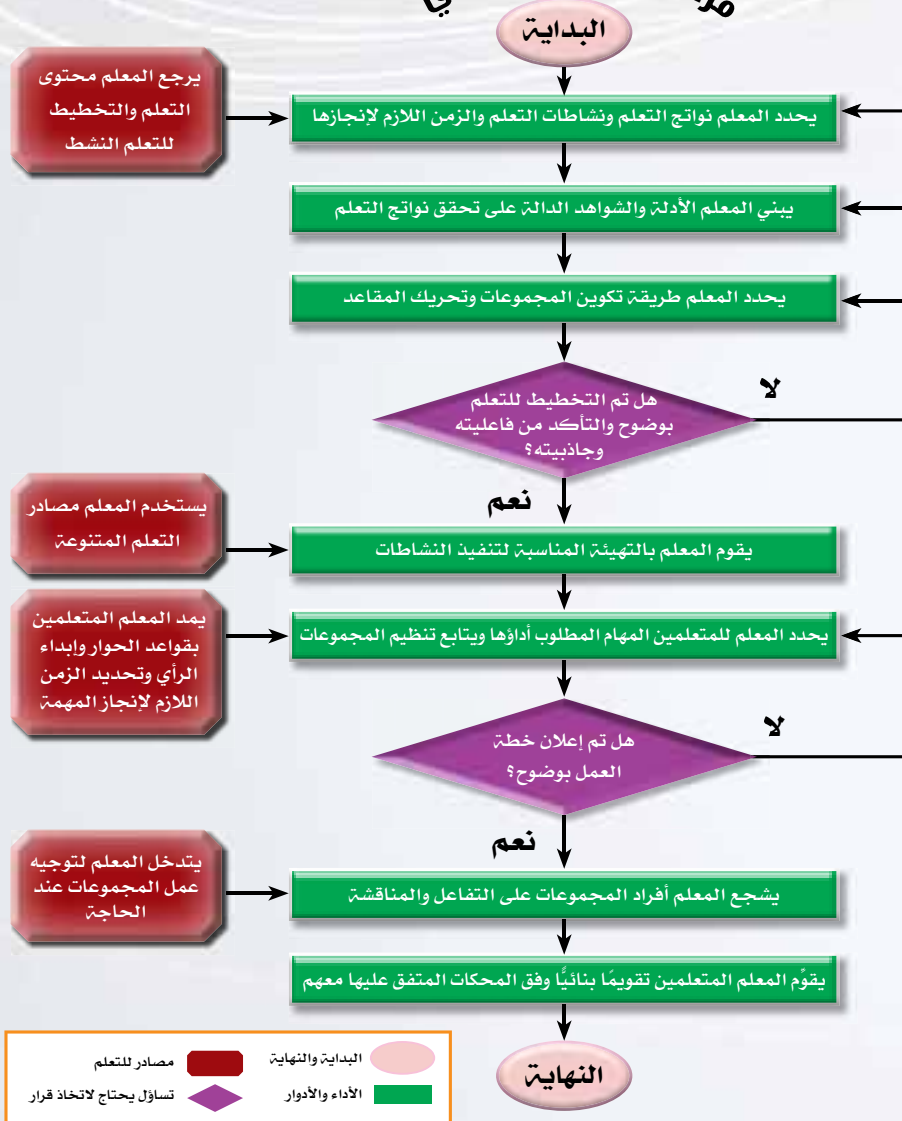 البداية
يرجع المعلم محتوى
التعلم والتخطيط
للتعلم النشط
يحدد المعلم نواتج التعلم ونشاطات التعلم والزمن اللازم لإنجازها
يبني المعلم الأدلة والشواهد الدالة على تحقق نواتج التعلم
يحدد المعلم طريقة تكوين المجموعات وتحريك المقاعد
هل تم التخطيط للتعلم
بوضوح والتأكد من فاعليته
وجاذبيته؟
لا
نعم
يستخدم المعلم مصادر
التعلم المتنوعة
يقوم المعلم بالتهيئة المناسبة لتنفيذ النشاطات
يمد المعلم المتعلمين
بقواعد الحوار وإبداء
الرأي وتحديد الزمن
اللازم لإنجاز المهمة
يحدد المعلم للمتعلمين المهام المطلوب أداؤها ويتابع تنظيم المجموعات
هل تم إعلان خطة
العمل بوضوح؟
لا
نعم
يتدخل المعلم لتوجيه
عمل المجموعات عند
الحاجة
يشجع المعلم أفراد المجموعات على التفاعل والمناقشة
يقوِّم المعلم المتعلمين تقويمًا بنائيًّا وفق المحكات المتفق عليها معهم
النهاية
البداية والنهاية
مصادر للتعلم
الأداء والأدوار
تساؤل يحتاج لاتخاذ قرار